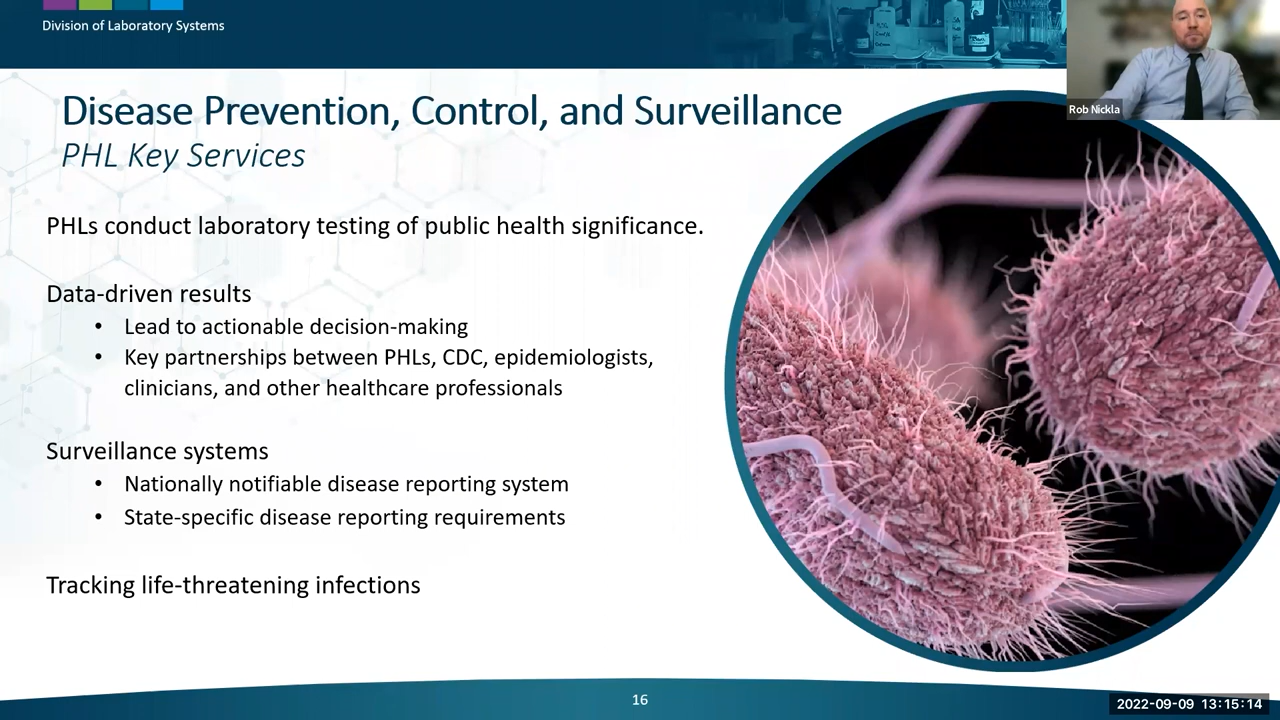 Division of Laboratory Systems
Rob Nickla
Disease Prevention, Control, and Surveillance
PHL Key Services
PHLs conduct laboratory testing of public health significance.
Data-driven results
• Lead to actionable decision-making
• Key partnerships between PHLs, CDC, epidemiologists,
clinicians, and other healthcare professionals
Surveillance systems
• Nationally notifiable disease reporting system
• State-specific disease reporting requirements
Tracking life-threatening infections
16
2022-09-09 13:15:14